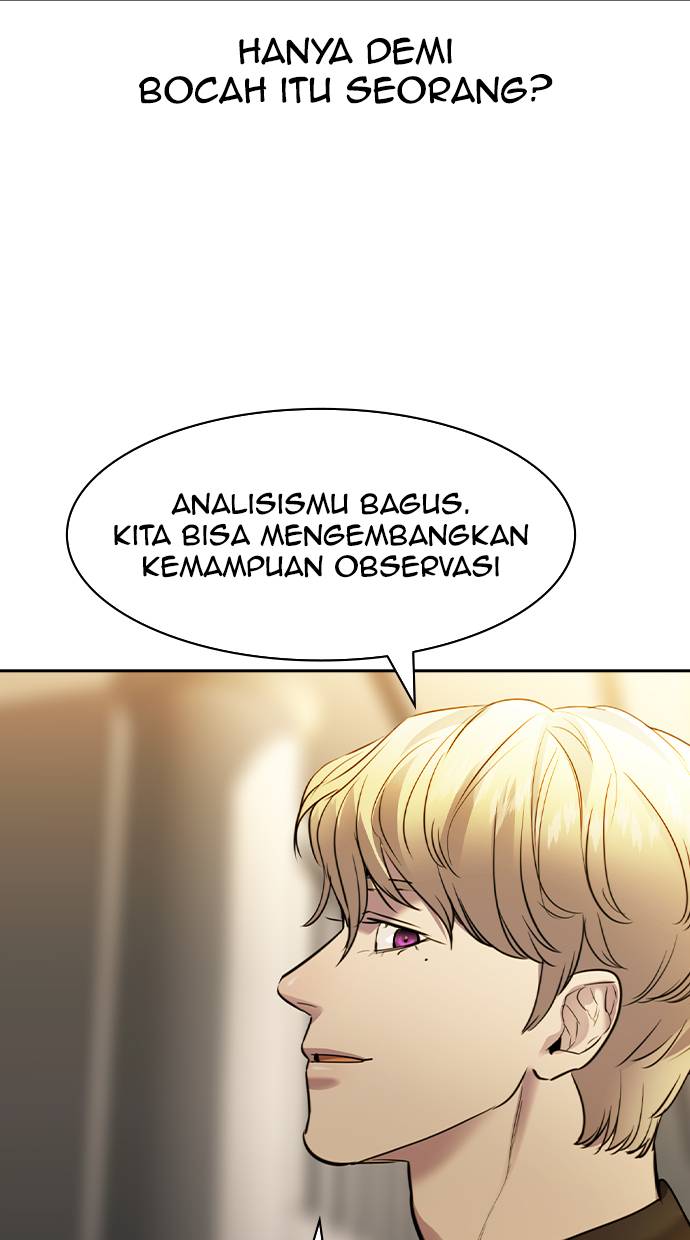 HANYA DEMI
BOCAH ITU SEORANG?
ANALISISMU BAGUS.
KITA BISA MENGEMBANGKAN
KEMAMPUAN OBSERVASI